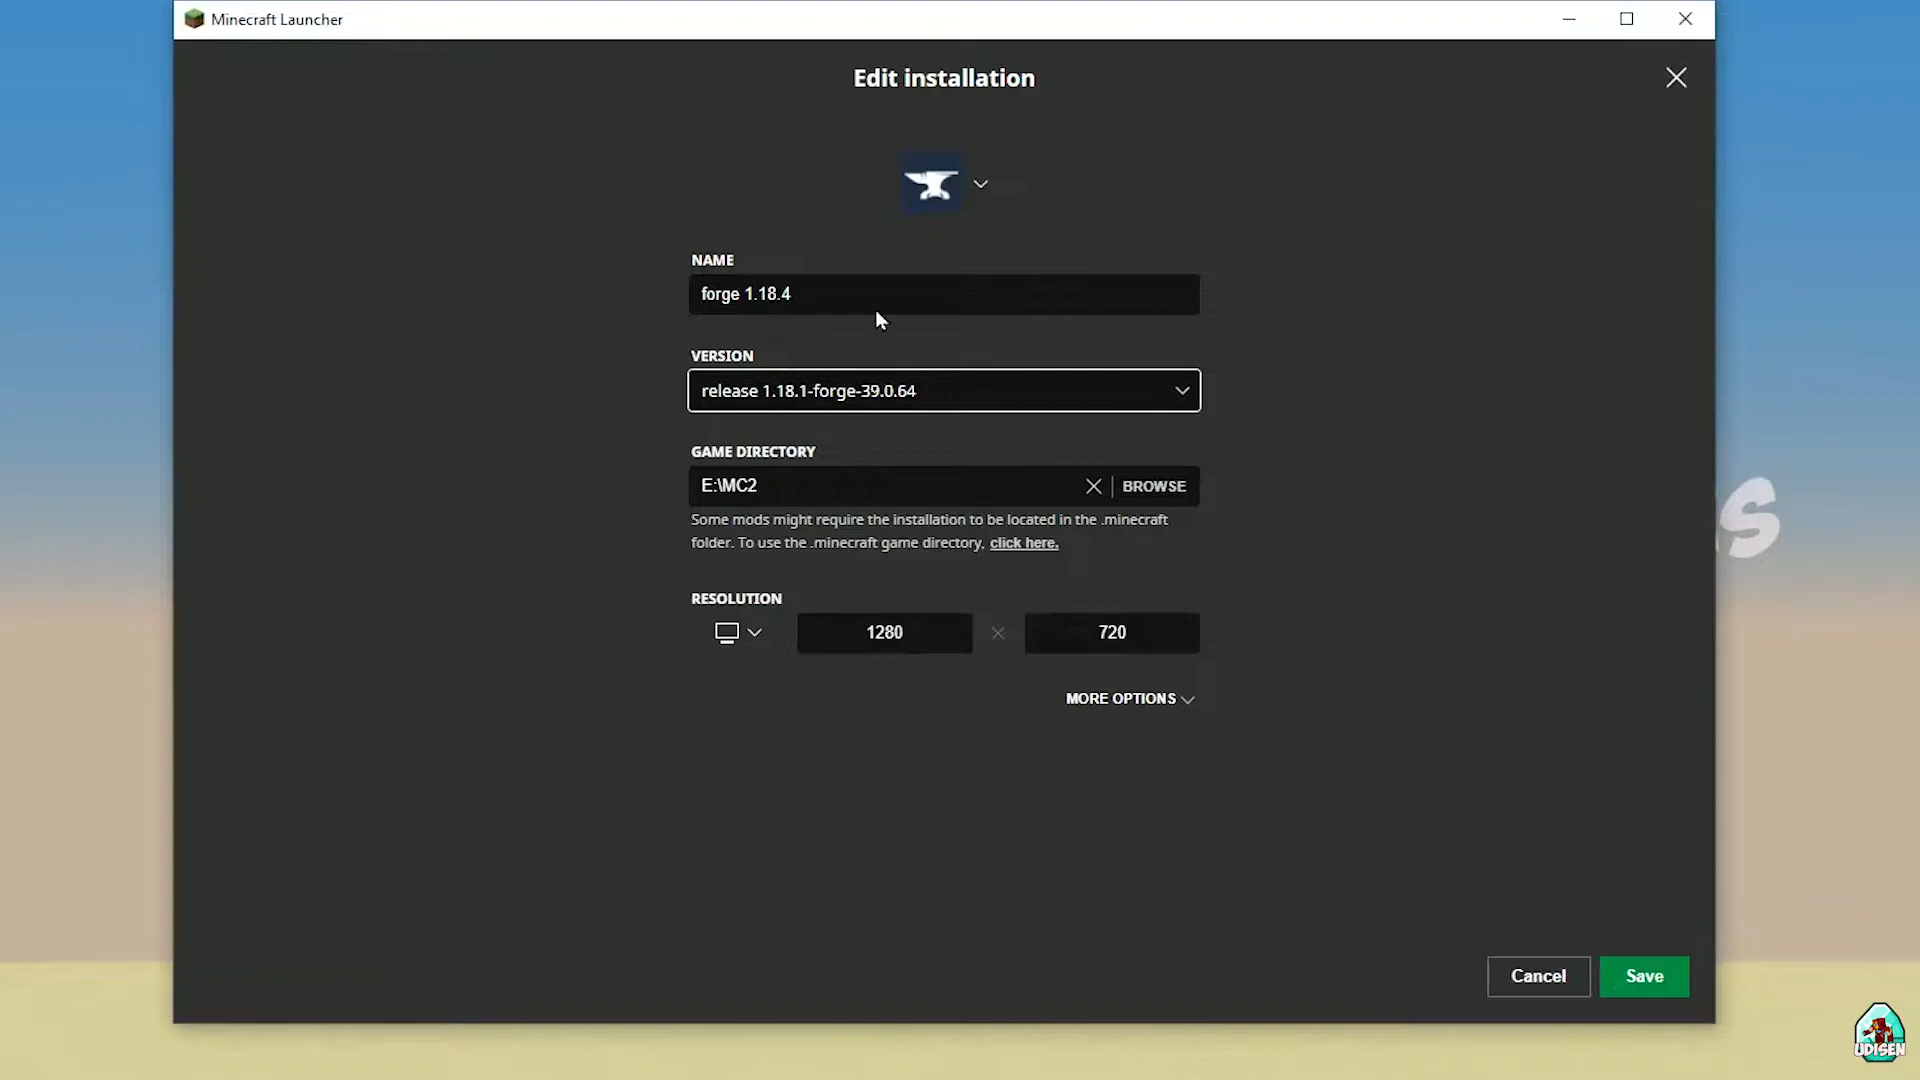 Minecraft Launcher
Edit installation
NAME
forge 1.18.4
VERSION
release 1.18.1-forge-39.0.64
GAME DIRECTORY
E:\MC2
BROWSE
Some mods might require the installation to be located in the .minecraft
folder. To use the .minecraft game directory, click here.
RESOLUTION
1280
720
MORE OPTIONS
Cancel
Save
S
UDISEN